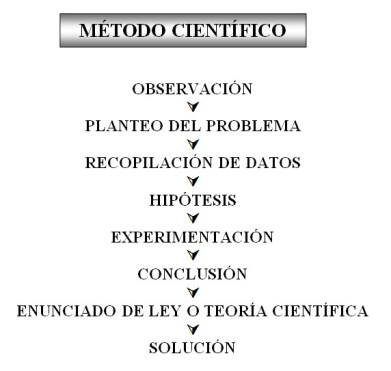 MÉTODO CIENTÍFICO
OBSERVACIÓN
PLANTEO DEL PROBLEMA
RECOPILACIÓN DE DATOS
HIPÓTESIS
EXPERIMENTACIÓN
CONCLUSIÓN
ENUNCIADO DE LEY O TEORÍA CIENTÍFICA
SOLUCIÓN